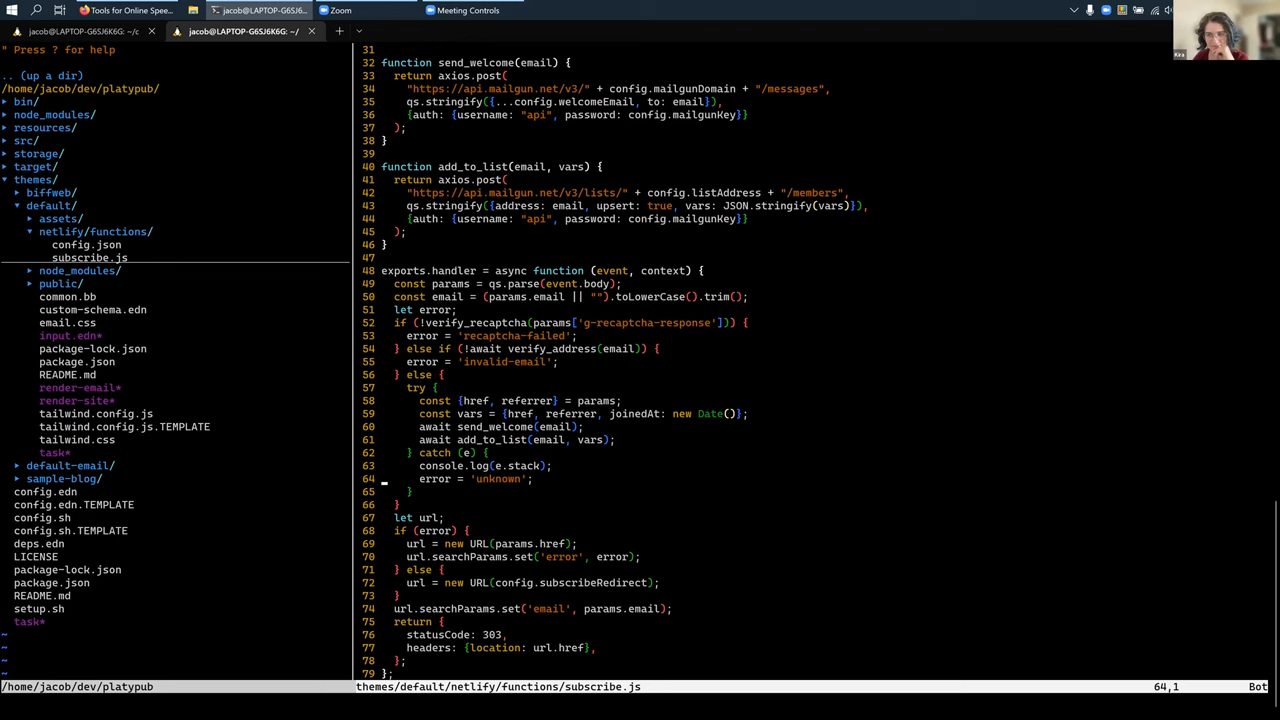 Tools for Online Spee…
jacob@LAPTOP-G6SJ6…
Zoom
Meeting Controls
jacob@LAPTOP-G6SJ6K6G: ~/c
jacob@LAPTOP-G6SJ6K6G: ~/
Kira
" Press ? for help
.. (up a dir)
/home/jacob/dev/platypub/
▸ bin/
▸ node_modules/
▸ resources/
▸ src/
▸ storage/
▸ target/
▾ themes/
▸ biffweb/
▾ default/
▸ assets/
▾ netlify/functions/
config.json
subscribe.js
▸ node_modules/
▸ public/
common.bb
custom-schema.edn
email.css
input.edn*
package-lock.json
package.json
README.md
render-email*
render-site*
tailwind.config.js
tailwind.config.js.TEMPLATE
tailwind.css
task*
▸ default-email/
▸ sample-blog/
config.edn
config.edn.TEMPLATE
config.sh
config.sh.TEMPLATE
deps.edn
LICENSE
package-lock.json
package.json
README.md
setup.sh
task*
~
~
~
~
/home/jacob/dev/platypub
31
32 function send_welcome(email) {
33 return axios.post(
34 "https://api.mailgun.net/v3/" + config.mailgunDomain + "/messages",
35 qs.stringify({...config.welcomeEmail, to: email}),
36 {auth: {username: "api", password: config.mailgunKey}}
37 );
38 }
39
40 function add_to_list(email, vars) {
41 return axios.post(
42 "https://api.mailgun.net/v3/lists/" + config.listAddress + "/members",
43 qs.stringify({address: email, upsert: true, vars: JSON.stringify(vars)}),
44 {auth: {username: "api", password: config.mailgunKey}}
45 );
46 }
47
48 exports.handler = async function (event, context) {
49 const params = qs.parse(event.body);
50 const email = (params.email || "").toLowerCase().trim();
51 let error;
52 if (!verify_recaptcha(params['g-recaptcha-response'])) {
53 error = 'recaptcha-failed';
54 } else if (!await verify_address(email)) {
55 error = 'invalid-email';
56 } else {
57 try {
58 const {href, referrer} = params;
59 const vars = {href, referrer, joinedAt: new Date()};
60 await send_welcome(email);
61 await add_to_list(email, vars);
62 } catch (e) {
63 console.log(e.stack);
64 error = 'unknown';
65 }
66 }
67 let url;
68 if (error) {
69 url = new URL(params.href);
70 url.searchParams.set('error', error);
71 } else {
72 url = new URL(config.subscribeRedirect);
73 }
74 url.searchParams.set('email', params.email);
75 return {
76 statusCode: 303,
77 headers: {location: url.href},
78 };
79 };
themes/default/netlify/functions/subscribe.js 64,1 Bot